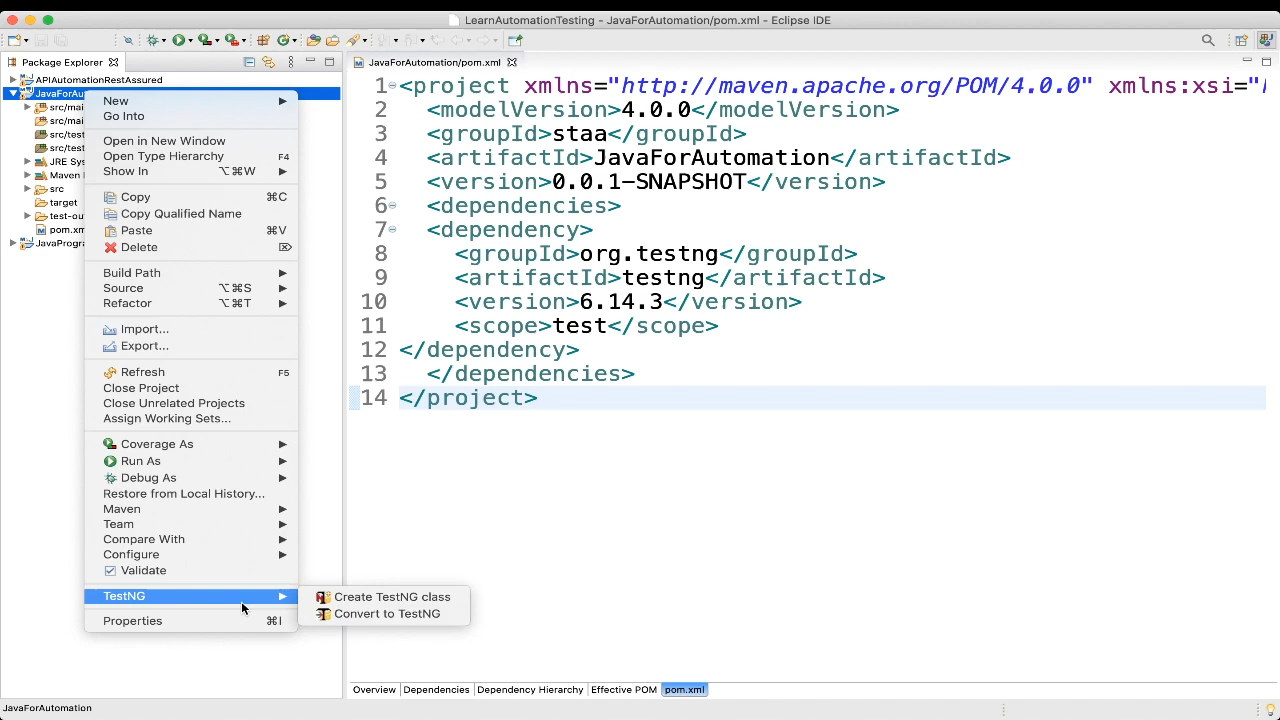 LearnAutomationTesting - JavaForAutomation/pom.xml - Eclipse IDE
Package Explorer
APIAutomationRestAssured
JavaForAu
src/mai
src/mai
src/test
src/test
JRE Sys
Maven
src
target
test-ou
pom.xm
JavaProgra
New
Go Into
Open in New Window
Open Type Hierarchy F4
Show In ⌥⌘W
Copy ⌘C
Copy Qualified Name
Paste ⌘V
Delete ⌦
Build Path
Source ⌥⌘S
Refactor ⌥⌘T
Import...
Export...
Refresh F5
Close Project
Close Unrelated Projects
Assign Working Sets...
Coverage As
Run As
Debug As
Restore from Local History...
Maven
Team
Compare With
Configure
Validate
TestNG
Properties ⌘I
Create TestNG class
Convert to TestNG
JavaForAutomation/pom.xml
1 <project xmlns="http://maven.apache.org/POM/4.0.0" xmlns:xsi="
2 <modelVersion>4.0.0</modelVersion>
3 <groupId>staa</groupId>
4 <artifactId>JavaForAutomation</artifactId>
5 <version>0.0.1-SNAPSHOT</version>
6 <dependencies>
7 <dependency>
8 <groupId>org.testng</groupId>
9 <artifactId>testng</artifactId>
10 <version>6.14.3</version>
11 <scope>test</scope>
12 </dependency>
13 </dependencies>
14 </project>
Overview Dependencies Dependency Hierarchy Effective POM pom.xml
JavaForAutomation